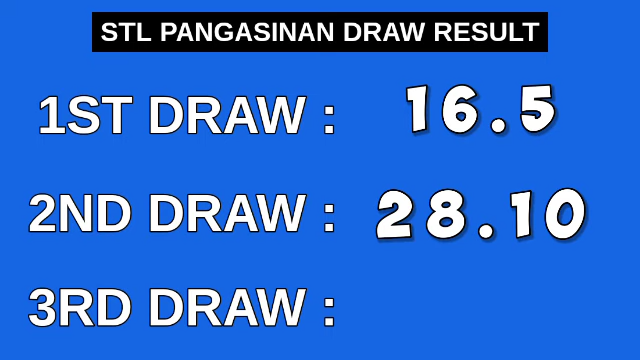 STL PANGASINAN DRAW RESULT
1ST DRAW : 16.5
2ND DRAW : 28.10
3RD DRAW :